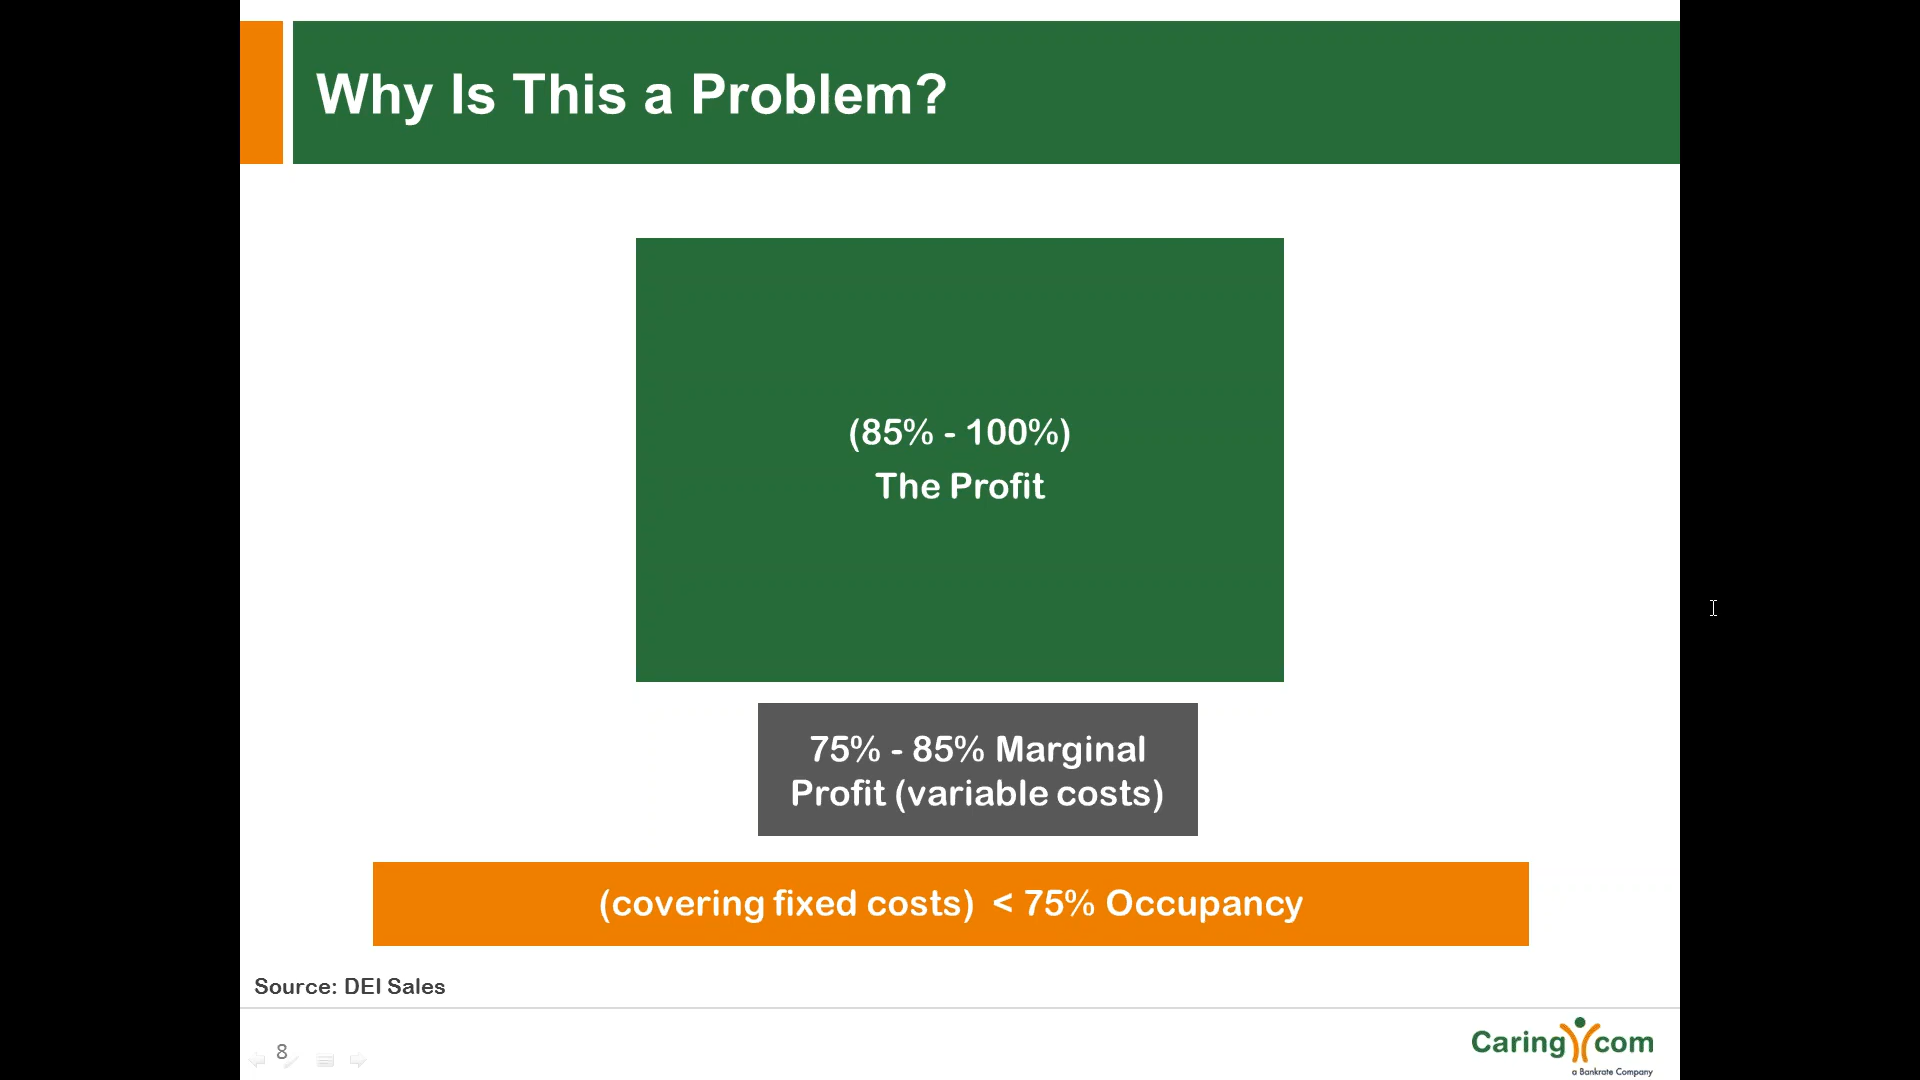 Why Is This a Problem?
(85% - 100%)
The Profit
75% - 85% Marginal
Profit (variable costs)
(covering fixed costs) < 75% Occupancy
Source: DEI Sales
8
Caring com
a Bankrate Company